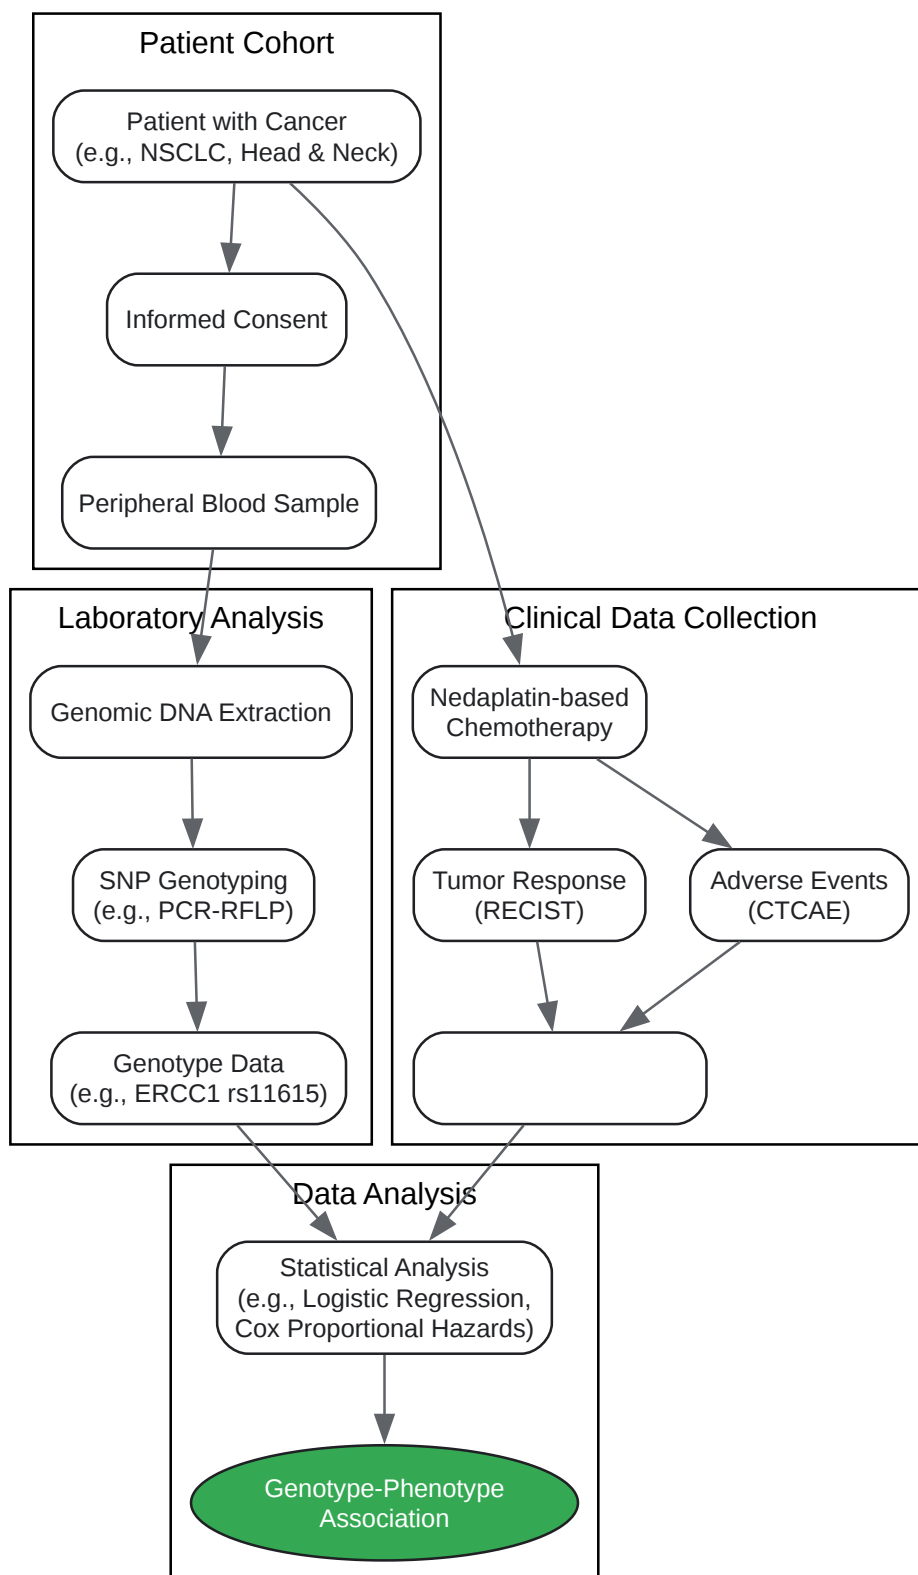 Patient Cohort
Patient with Cancer
(e.g., NSCLC, Head & Neck)
Informed Consent
Peripheral Blood Sample
Laboratory Analysis
Genomic DNA Extraction
SNP Genotyping
(e.g., PCR-RFLP)
Genotype Data
(e.g., ERCC1 rs11615)
Clinical Data Collection
Nedaplatin-based
Chemotherapy
Tumor Response
(RECIST)
Adverse Events
(CTCAE)
Data Analysis
Statistical Analysis
(e.g., Logistic Regression,
Cox Proportional Hazards)
Genotype-Phenotype
Association